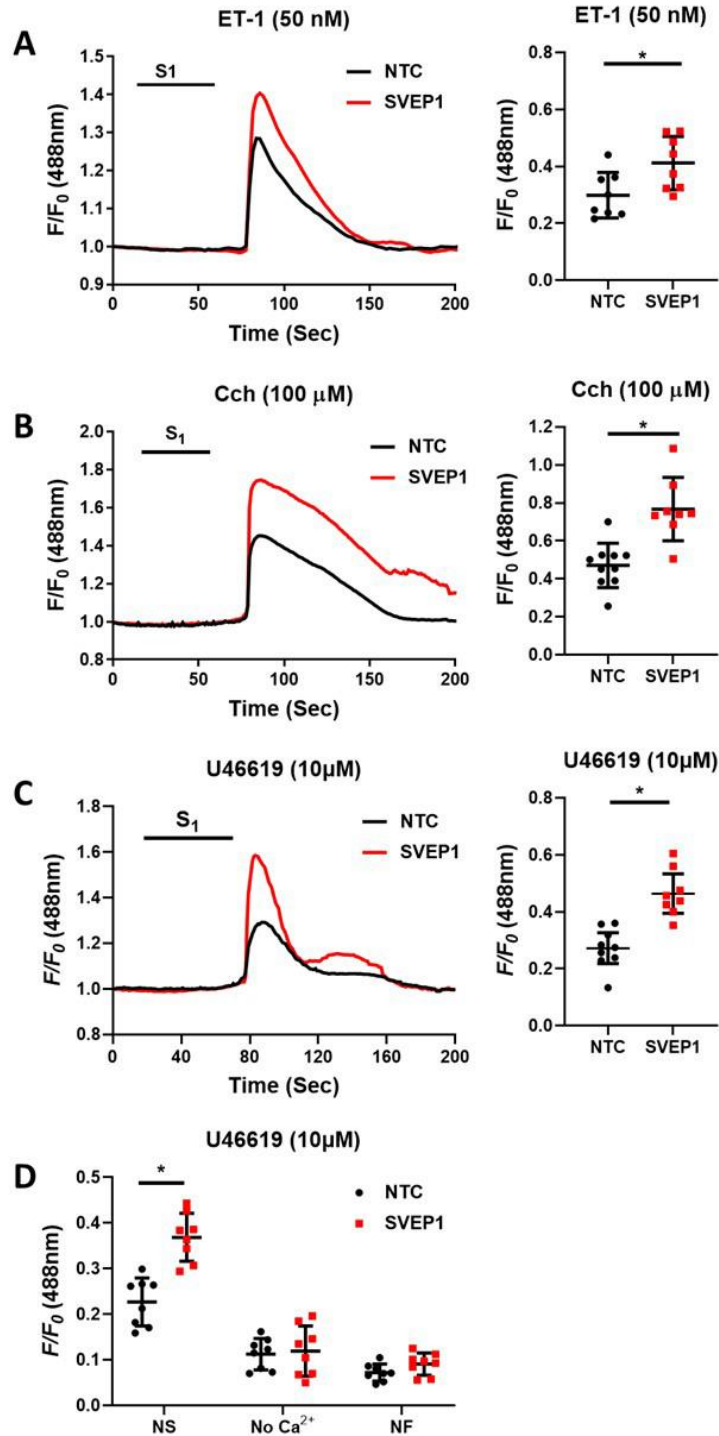 A
ET-1 (50 nM)
S1
NTC
SVEP1
F/F0 (488nm)
1.5
1.4
1.3
1.2
1.1
1.0
0.9
0
50
100
150
200
Time (Sec)
ET-1 (50 nM)
*
F/F0 (488nm)
0.8
0.6
0.4
0.2
0.0
NTC
SVEP1
B
Cch (100 μM)
S1
NTC
SVEP1
F/F0 (488nm)
2.0
1.8
1.6
1.4
1.2
1.0
0.8
0
50
100
150
200
Time (Sec)
Cch (100 μM)
*
F/F0 (488nm)
1.2
1.0
0.8
0.6
0.4
0.2
0.0
NTC
SVEP1
C
U46619 (10μM)
S1
NTC
SVEP1
F/F0 (488nm)
1.8
1.6
1.4
1.2
1.0
0.8
0
40
80
120
160
200
Time (Sec)
U46619 (10μM)
*
F/F0 (488nm)
0.8
0.6
0.4
0.2
0.0
NTC
SVEP1
D
U46619 (10μM)
*
NTC
SVEP1
F/F0 (488nm)
0.5
0.4
0.3
0.2
0.1
0.0
NS
No Ca2+
NF